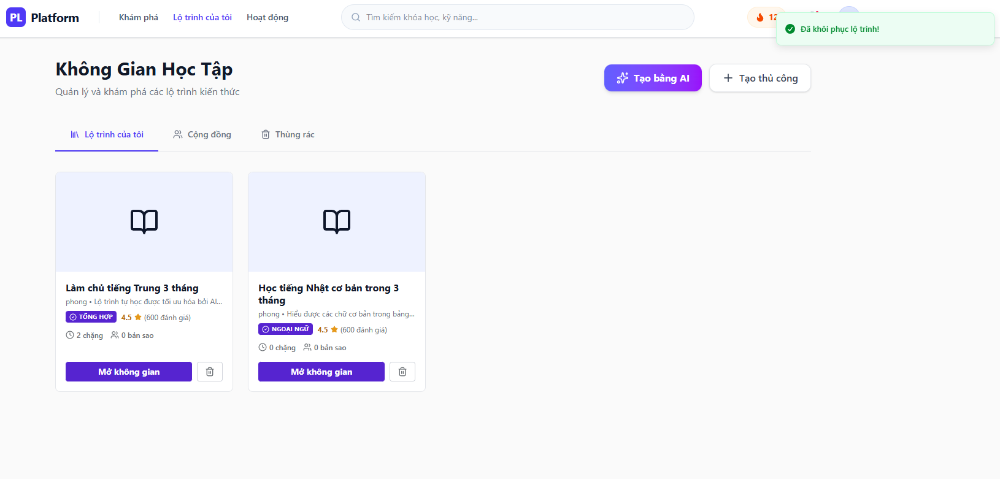 PL Platform
Khám phá
Lộ trình của tôi
Hoạt động
Tìm kiếm khóa học, kỹ năng...
Đã khôi phục lộ trình!
Không Gian Học Tập
Quản lý và khám phá các lộ trình kiến thức
Tạo bằng AI
Tạo thủ công
Lộ trình của tôi
Cộng đồng
Thùng rác
Làm chủ tiếng Trung 3 tháng
phong • Lộ trình tự học được tối ưu hóa bởi AI...
TỔNG HỢP 4.5 (600 đánh giá)
2 chặng 0 bản sao
Mở không gian
Học tiếng Nhật cơ bản trong 3
tháng
phong • Hiểu được các chữ cơ bản trong bảng...
NGOẠI NGỮ 4.5 (600 đánh giá)
0 chặng 0 bản sao
Mở không gian